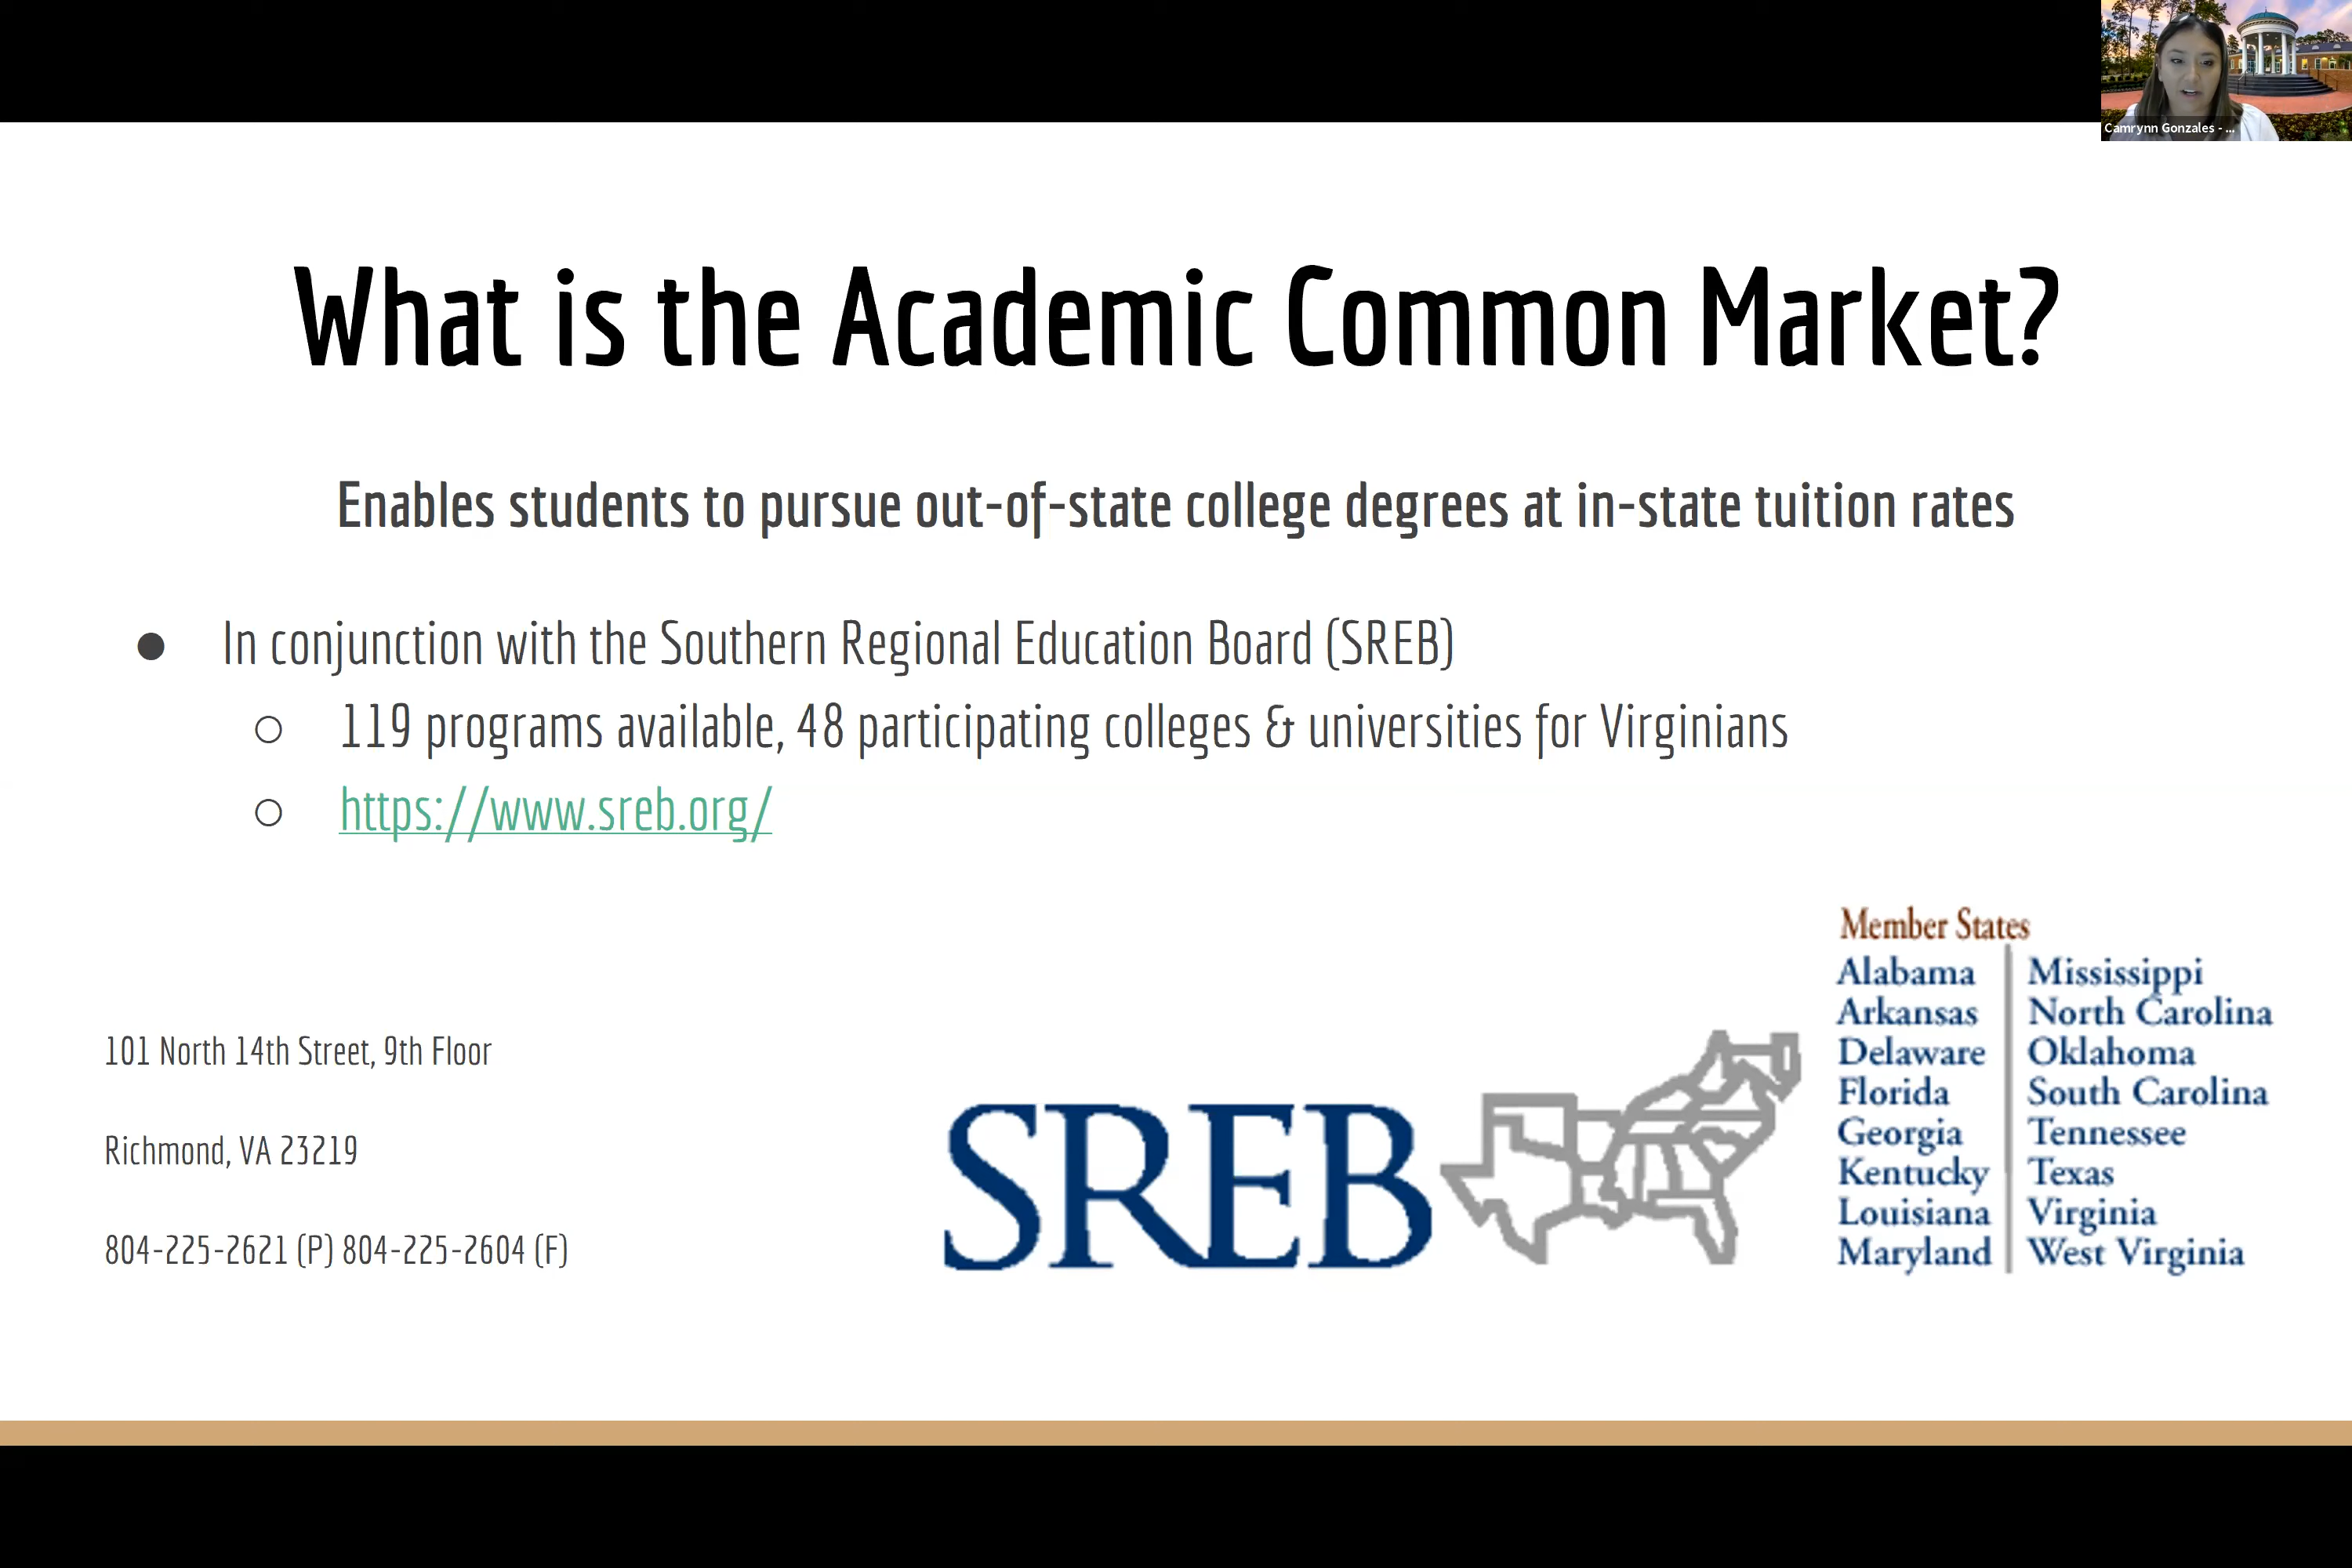 Camrynn Gonzales - ...
What is the Academic Common Market?
Enables students to pursue out-of-state college degrees at in-state tuition rates
● In conjunction with the Southern Regional Education Board (SREB)
○ 119 programs available, 48 participating colleges & universities for Virginians
○ https://www.sreb.org/
101 North 14th Street, 9th Floor
Richmond, VA 23219
804-225-2621 (P) 804-225-2604 (F)
SREB
Member States
Alabama
Arkansas
Delaware
Florida
Georgia
Kentucky
Louisiana
Maryland
Mississippi
North Carolina
Oklahoma
South Carolina
Tennessee
Texas
Virginia
West Virginia